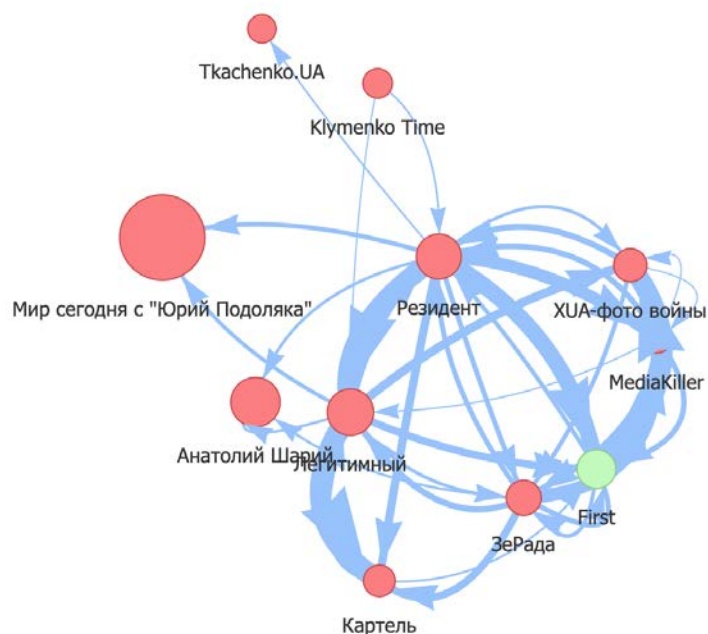 Tkachenko.UA
Klymenko Time
Мир сегодня с "Юрий Подоляка"
Резидент
XUA-фото войны
MediaKiller
Анатолий Шарий
Легитимный
First
ЗеРада
Картель